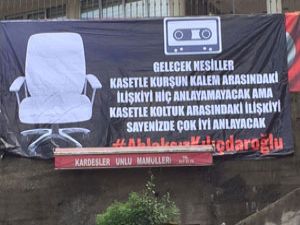 GELECEK NESİLLER
KASETLE KURŞUN KALEM ARASINDAKİ
İLİŞKİYİ HİÇ ANLAYAMAYACAK AMA
KASETLE KOLTUK ARASINDAKİ İLİŞKİYİ
SAYENİZDE ÇOK İYİ ANLAYACAK
#AhlaksızKılıçdaroğlu
KARDEŞLER UNLU MAMULLERİ